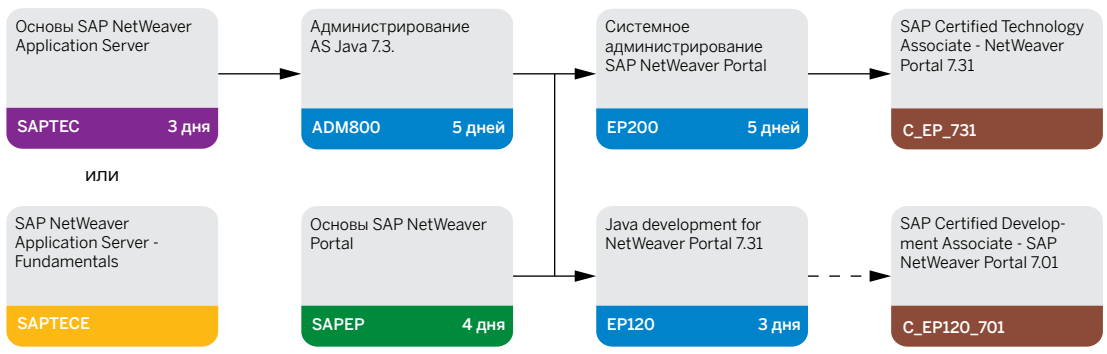 Основы SAP NetWeaver
Application Server
SAPTEC 3 дня
Администрирование
AS Java 7.3.
ADM800 5 дней
Системное
администрирование
SAP NetWeaver Portal
EP200 5 дней
SAP Certified Technology
Associate - NetWeaver
Portal 7.31
C_EP_731
или
SAP NetWeaver
Application Server -
Fundamentals
SAPTECE
Основы SAP NetWeaver
Portal
SAPEP 4 дня
Java development for
NetWeaver Portal 7.31
EP120 3 дня
SAP Certified Develop-
ment Associate - SAP
NetWeaver Portal 7.01
C_EP120_701